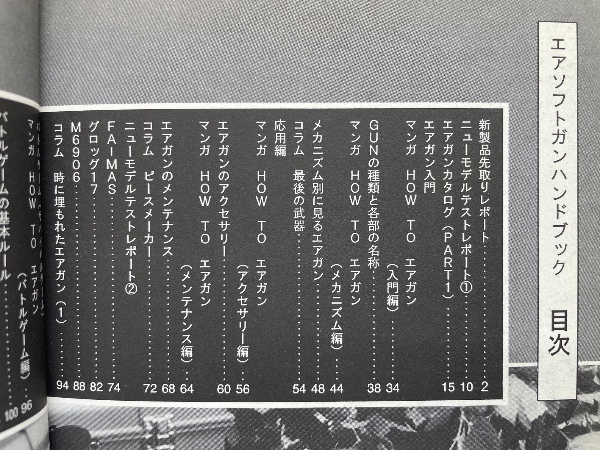 エアソフトガンハンドブック　目次
新製品先取りレポート………2
ニューモデルテストレポート①………10
エアガンカタログ（PART1）………15
エアガン入門
マンガ　HOW　TO　エアガン
（入門編）………34
GUNの種類と各部の名称………38
マンガ　HOW　TO　エアガン
（メカニズム編）………44
メカニズム別に見るエアガン………48
コラム　最後の武器………54
応用編
マンガ　HOW　TO　エアガン
（アクセサリー編）………56
エアガンのアクセサリー………60
マンガ　HOW　TO　エアガン
（メンテナンス編）………64
エアガンのメンテナンス………68
コラム　ピースメーカー………72
ニューモデルテストレポート②
FA-MAS………74
グロッグ17………82
M6906………88
コラム　時に埋もれたエアガン（1）………94
マンガ　HOW　TO　エアガン
（バトルゲーム編）………96
バトルゲームの基本ルール………100